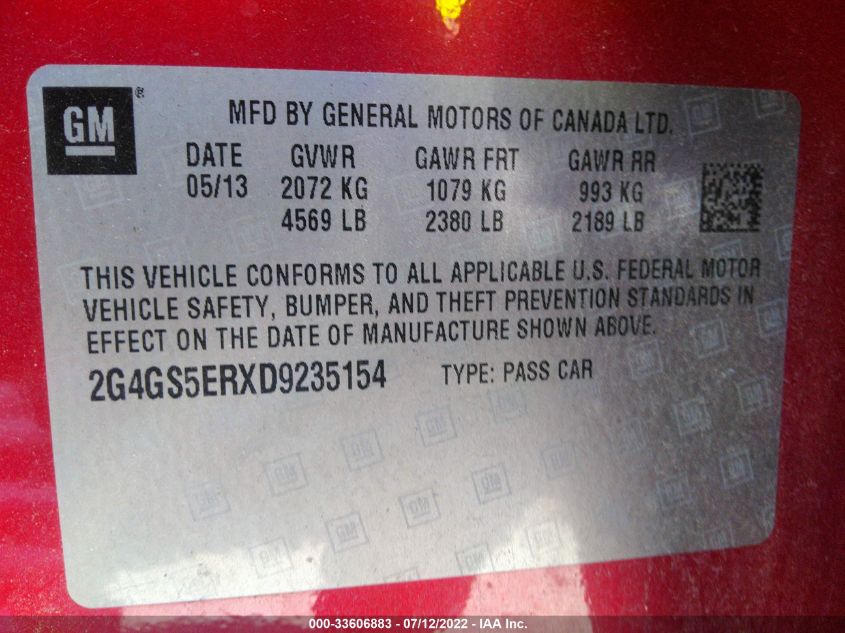 GM ®
MFD BY GENERAL MOTORS OF CANADA LTD.
DATE GVWR GAWR FRT GAWR RR
05/13 2072 KG 1079 KG 993 KG
4569 LB 2380 LB 2189 LB
THIS VEHICLE CONFORMS TO ALL APPLICABLE U.S. FEDERAL MOTOR
VEHICLE SAFETY, BUMPER, AND THEFT PREVENTION STANDARDS IN
EFFECT ON THE DATE OF MANUFACTURE SHOWN ABOVE.
2G4GS5ERXD9235154 TYPE: PASS CAR
000-33606883 - 07/12/2022 - IAA Inc.